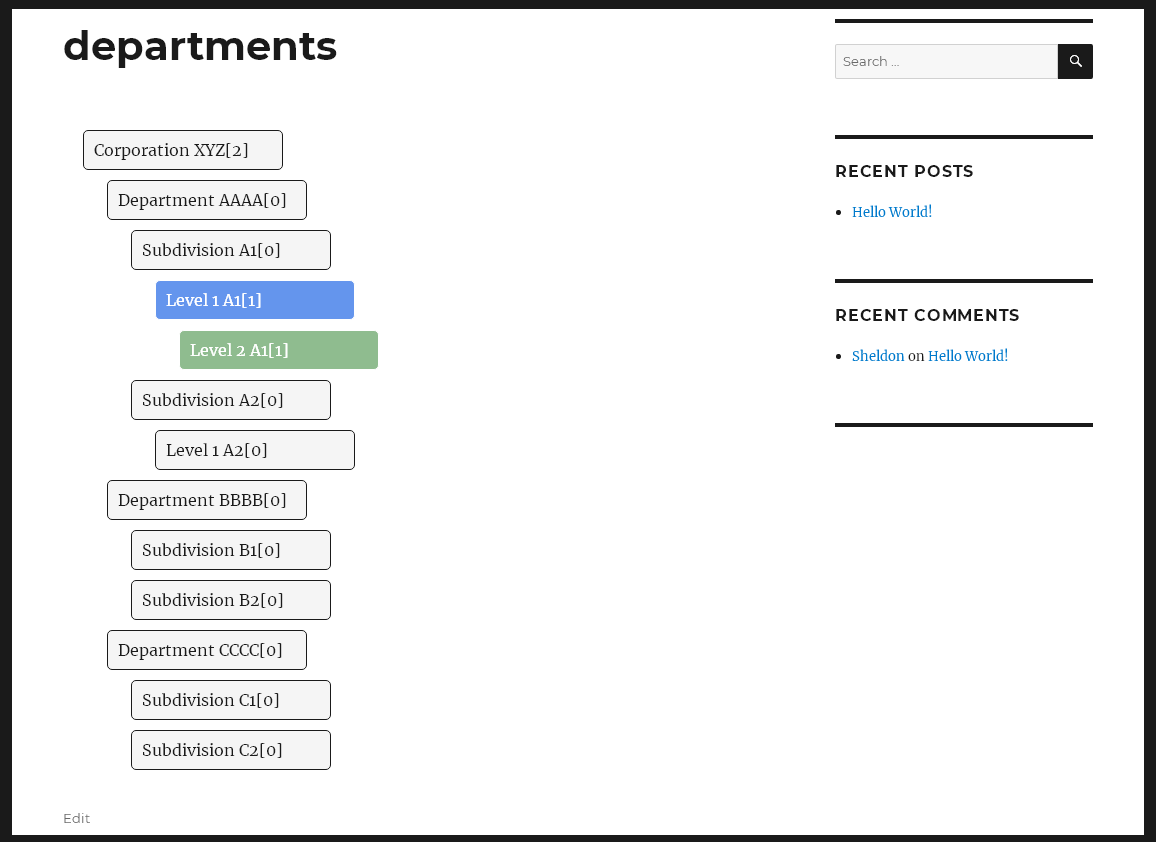 departments
Corporation XYZ[2]
Department AAAA[0]
Subdivision A1[0]
Level 1 A1[1]
Level 2 A1[1]
Subdivision A2[0]
Level 1 A2[0]
Department BBBB[0]
Subdivision B1[0]
Subdivision B2[0]
Department CCCC[0]
Subdivision C1[0]
Subdivision C2[0]
Edit
Search ...
RECENT POSTS
Hello World!
RECENT COMMENTS
Sheldon on Hello World!